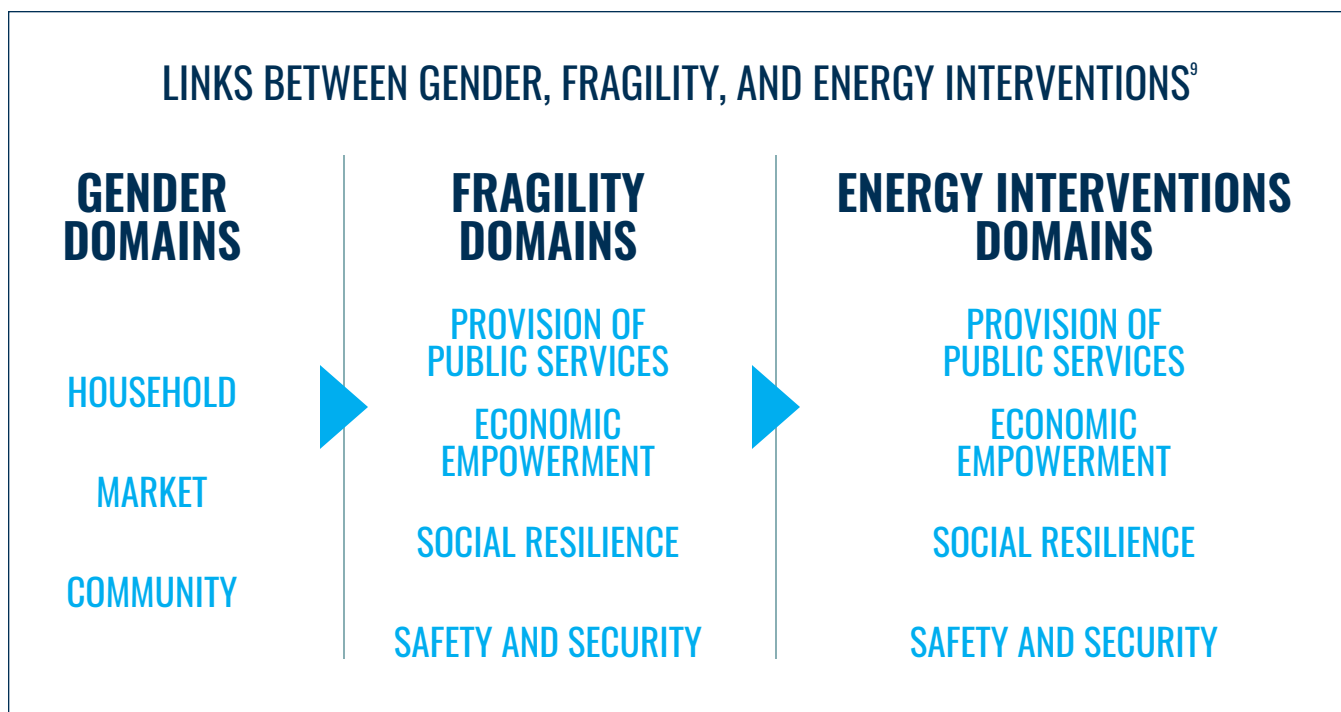 LINKS BETWEEN GENDER, FRAGILITY, AND ENERGY INTERVENTIONS⁹
GENDER
DOMAINS
HOUSEHOLD
MARKET
COMMUNITY
FRAGILITY
DOMAINS
PROVISION OF
PUBLIC SERVICES
ECONOMIC
EMPOWERMENT
SOCIAL RESILIENCE
SAFETY AND SECURITY
ENERGY INTERVENTIONS
DOMAINS
PROVISION OF
PUBLIC SERVICES
ECONOMIC
EMPOWERMENT
SOCIAL RESILIENCE
SAFETY AND SECURITY